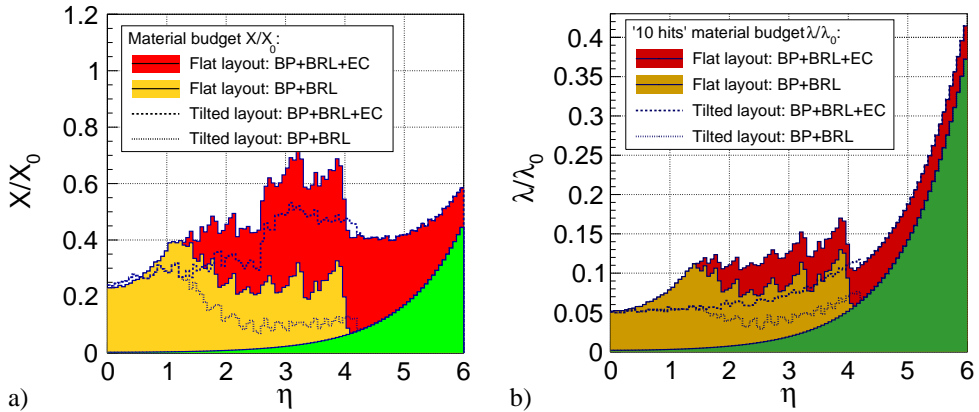 1.2
1
0.8
0.6
0.4
0.2
0
X/X0
Material budget X/X0:
Flat layout: BP+BRL+EC
Flat layout: BP+BRL
Tilted layout: BP+BRL+EC
Tilted layout: BP+BRL
0 1 2 3 4 5 6
η
a)
0.4
0.35
0.3
0.25
0.2
0.15
0.1
0.05
0
λ/λ0
'10 hits' material budget λ/λ0:
Flat layout: BP+BRL+EC
Flat layout: BP+BRL
Tilted layout: BP+BRL+EC
Tilted layout: BP+BRL
0 1 2 3 4 5 6
η
b)